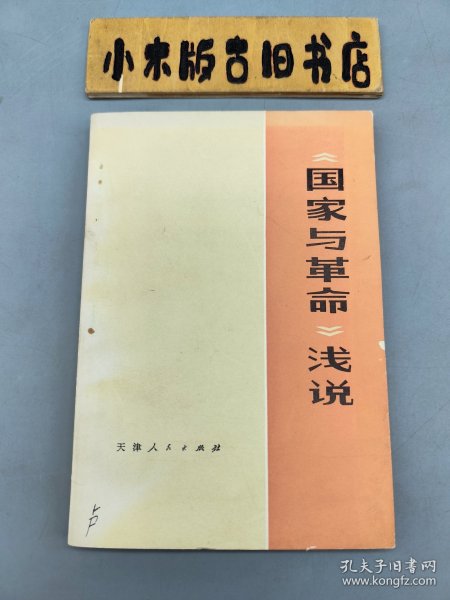 小木版古旧书店
《国家与革命》浅说
天津人民出版社
卢
孔夫子旧书网
www.kongfz.com